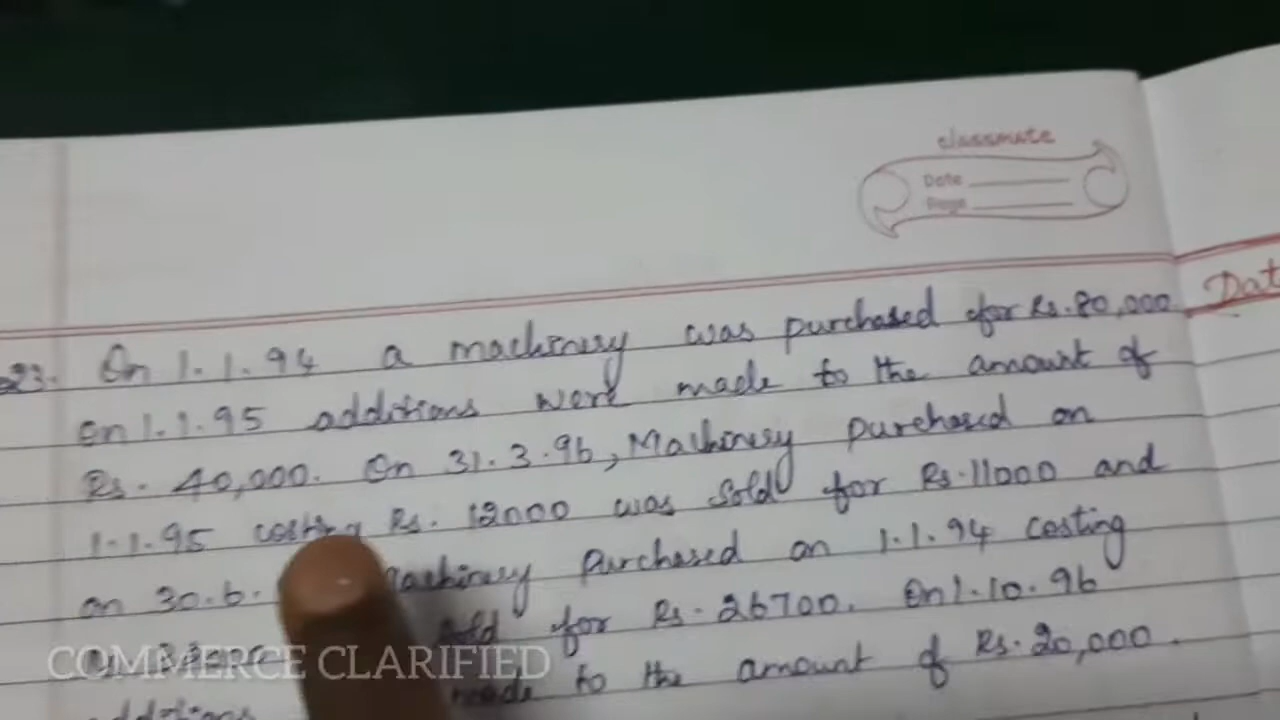 classmate
Date
Page
23. On 1.1.94 a machinery was purchased for Rs.80,000
Dat
on 1.1.95 additions were made to the amount of
Rs. 40,000. On 31.3.96, Machinery purchased on
1.1.95 costing Rs. 12000 was sold for Rs.11000 and
on 30.6. machinery purchased on 1.1.94 costing
for Rs. 26700. On 1.10.96
made to the amount of Rs.20,000.
COMMERCE CLARIFIED